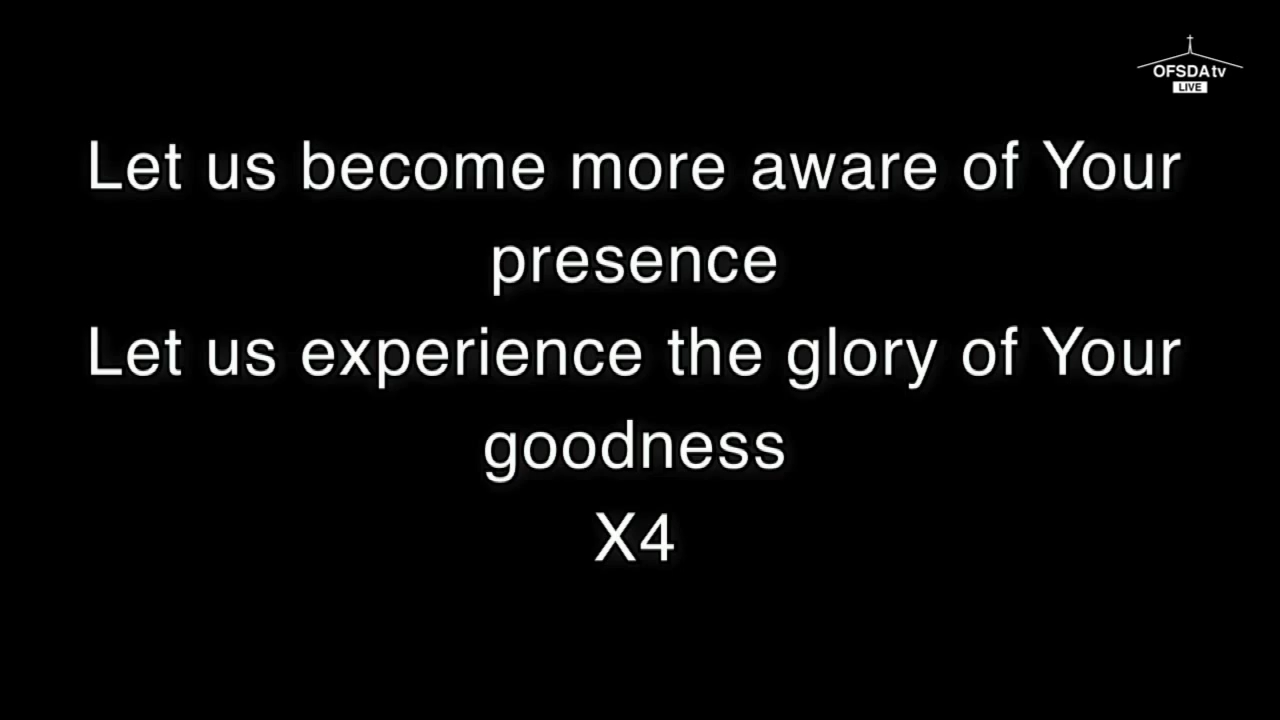 OFSDAtv
LIVE
Let us become more aware of Your
presence
Let us experience the glory of Your
goodness
X4